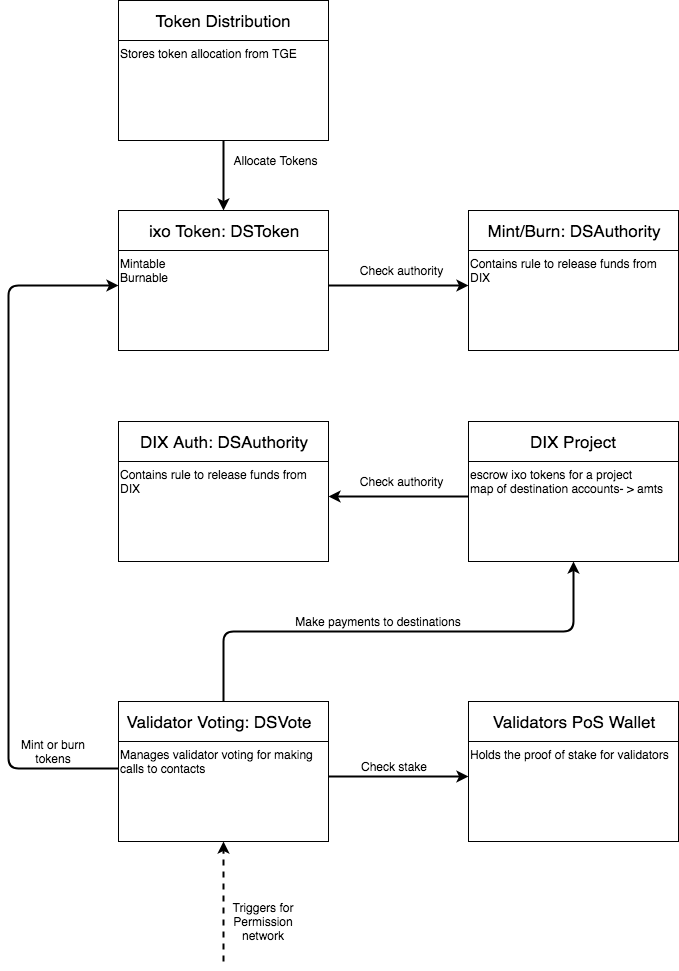 Token Distribution
Stores token allocation from TGE
Allocate Tokens
ixo Token: DSToken
Mintable
Burnable
Check authority
Mint/Burn: DSAuthority
Contains rule to release funds from
DIX
DIX Auth: DSAuthority
Contains rule to release funds from
DIX
Check authority
DIX Project
escrow ixo tokens for a project
map of destination accounts- > amts
Make payments to destinations
Validator Voting: DSVote
Manages validator voting for making
calls to contacts
Mint or burn
tokens
Check stake
Validators PoS Wallet
Holds the proof of stake for validators
Triggers for
Permission
network